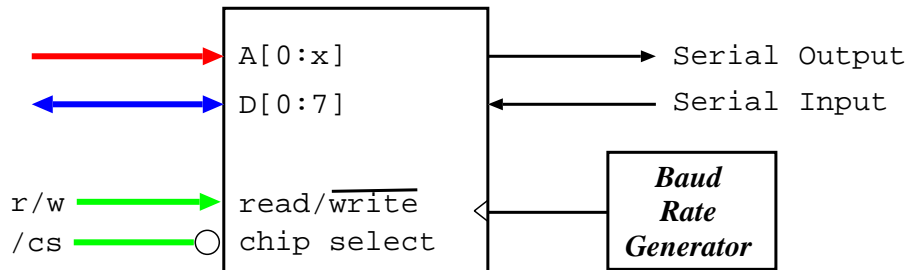 A[0:x]
Serial Output
D[0:7]
Serial Input
r/w
read/write
/cs
chip select
Baud
Rate
Generator